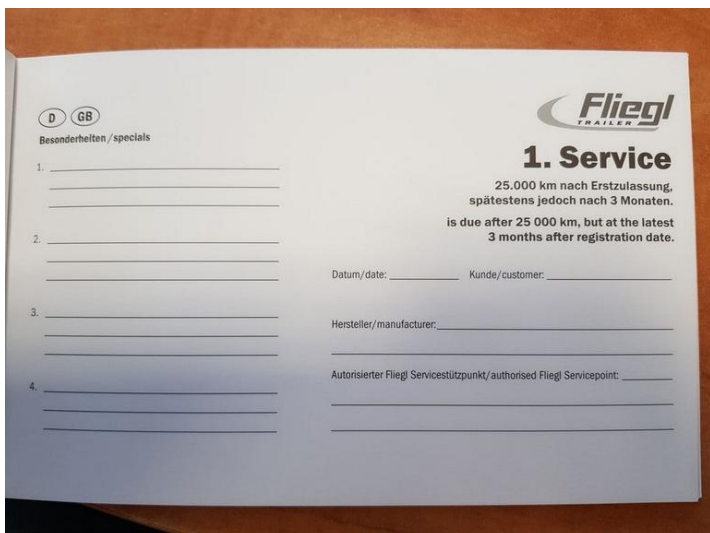 D GB
Besonderheiten/specials
1.
2.
3.
4.
Fliegl
TRAILER
1. Service
25.000 km nach Erstzulassung,
spätestens jedoch nach 3 Monaten.
is due after 25 000 km, but at the latest
3 months after registration date.
Datum/date: Kunde/customer:
Hersteller/manufacturer:
Autorisierter Fliegl Servicestützpunkt/authorised Fliegl Servicepoint: